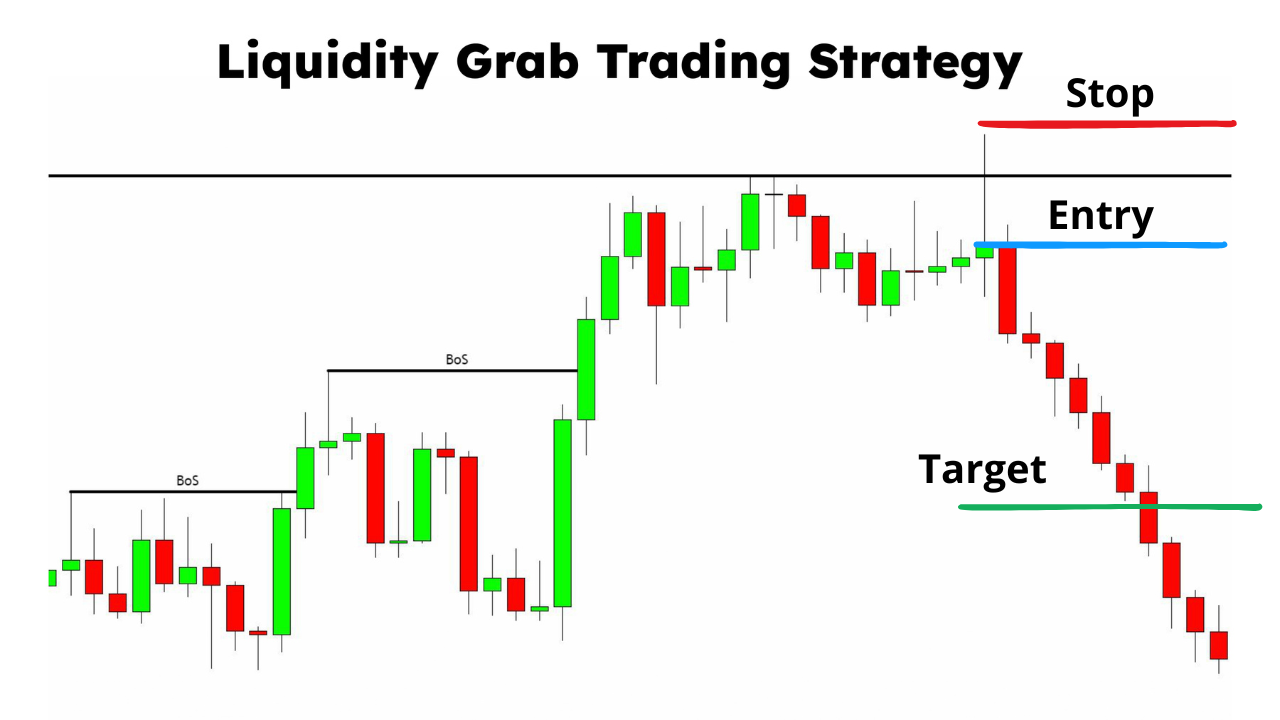 Liquidity Grab Trading Strategy
Stop
Entry
BoS
Target
BoS